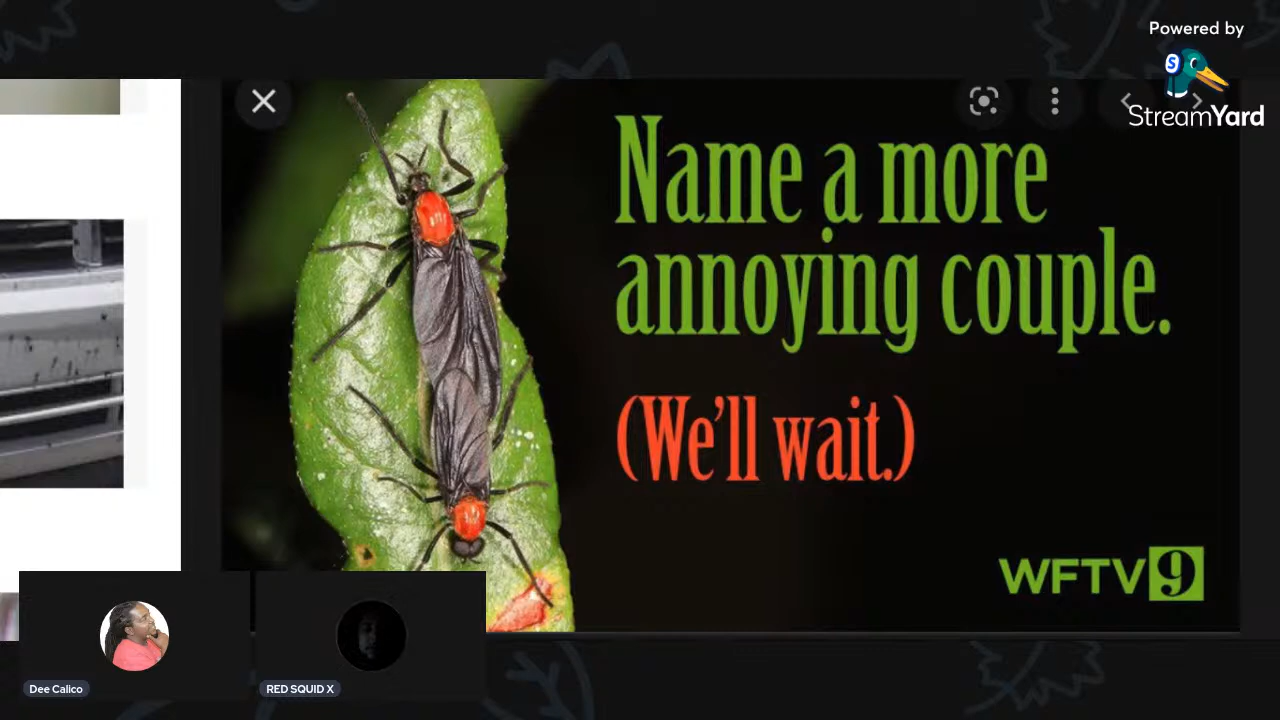 Powered by
S
StreamYard
Name a more
annoying couple.
(We'll wait.)
WFTV9
Dee Calico
RED SQUID X